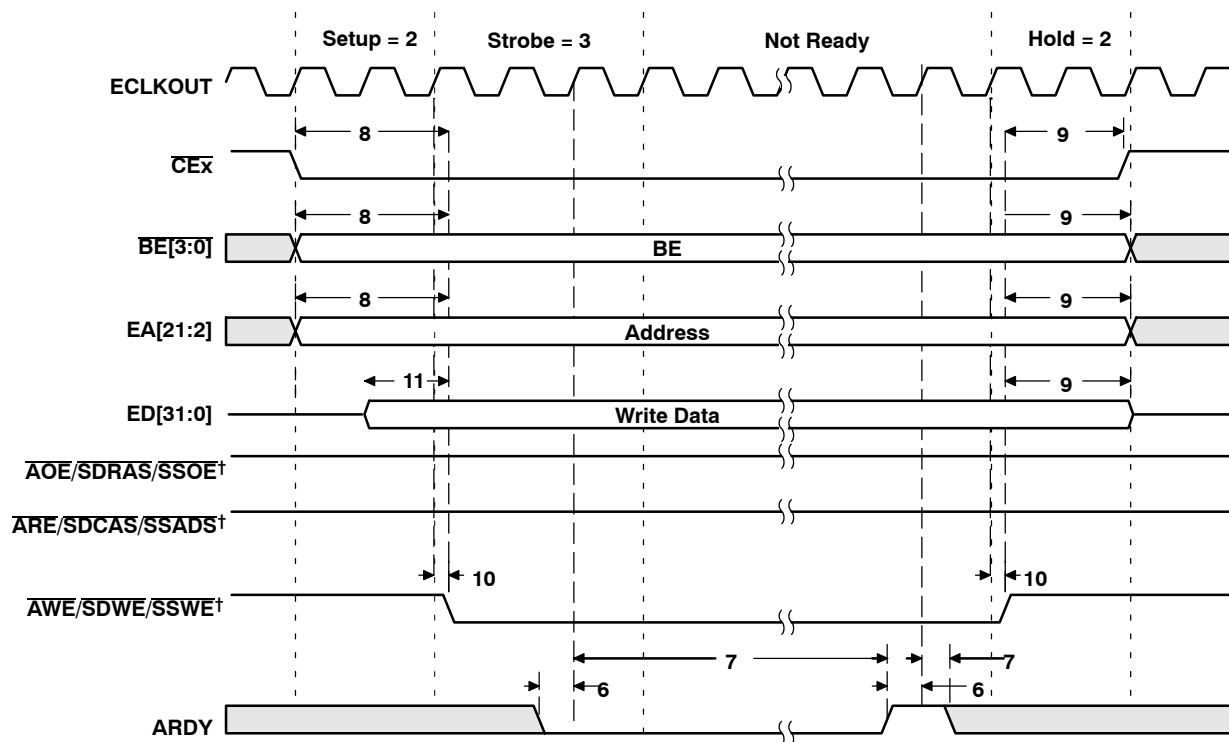 Setup = 2 Strobe = 3 Not Ready Hold = 2
ECLKOUT
8 9
CEx
8 9
BE[3:0] BE
8 9
EA[21:2] Address
11 9
ED[31:0] Write Data
AOE/SDRAS/SSOE†
ARE/SDCAS/SSADS†
10 10
AWE/SDWE/SSWE†
7 7
6 6
ARDY